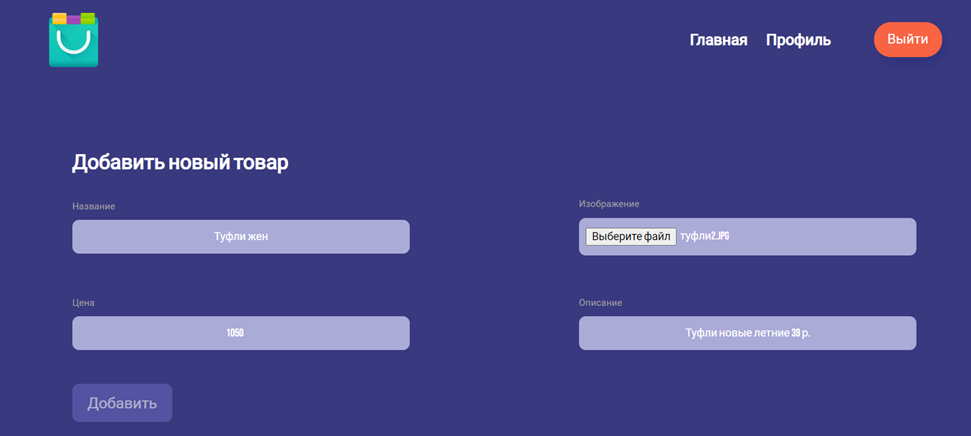 Главная Профиль Выйти
Добавить новый товар
Название
Туфли жен
Изображение
Выберите файл туфли2.JPG
Цена
1050
Описание
Туфли новые летние 39 р.
Добавить